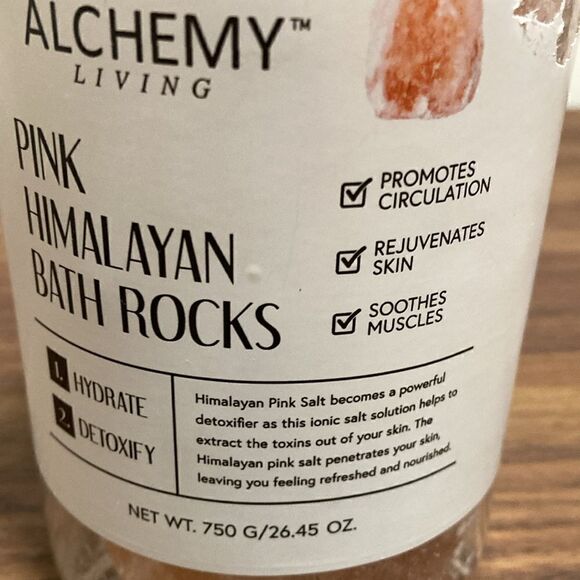 ALCHEMY™
LIVING
PINK
HIMALAYAN
BATH ROCKS
PROMOTES
CIRCULATION
REJUVENATES
SKIN
SOOTHES
MUSCLES
1. HYDRATE
2. DETOXIFY
Himalayan Pink Salt becomes a powerful
detoxifier as this ionic salt solution helps to
extract the toxins out of your skin. The
Himalayan pink salt penetrates your skin,
leaving you feeling refreshed and nourished.
NET WT. 750 G/26.45 OZ.